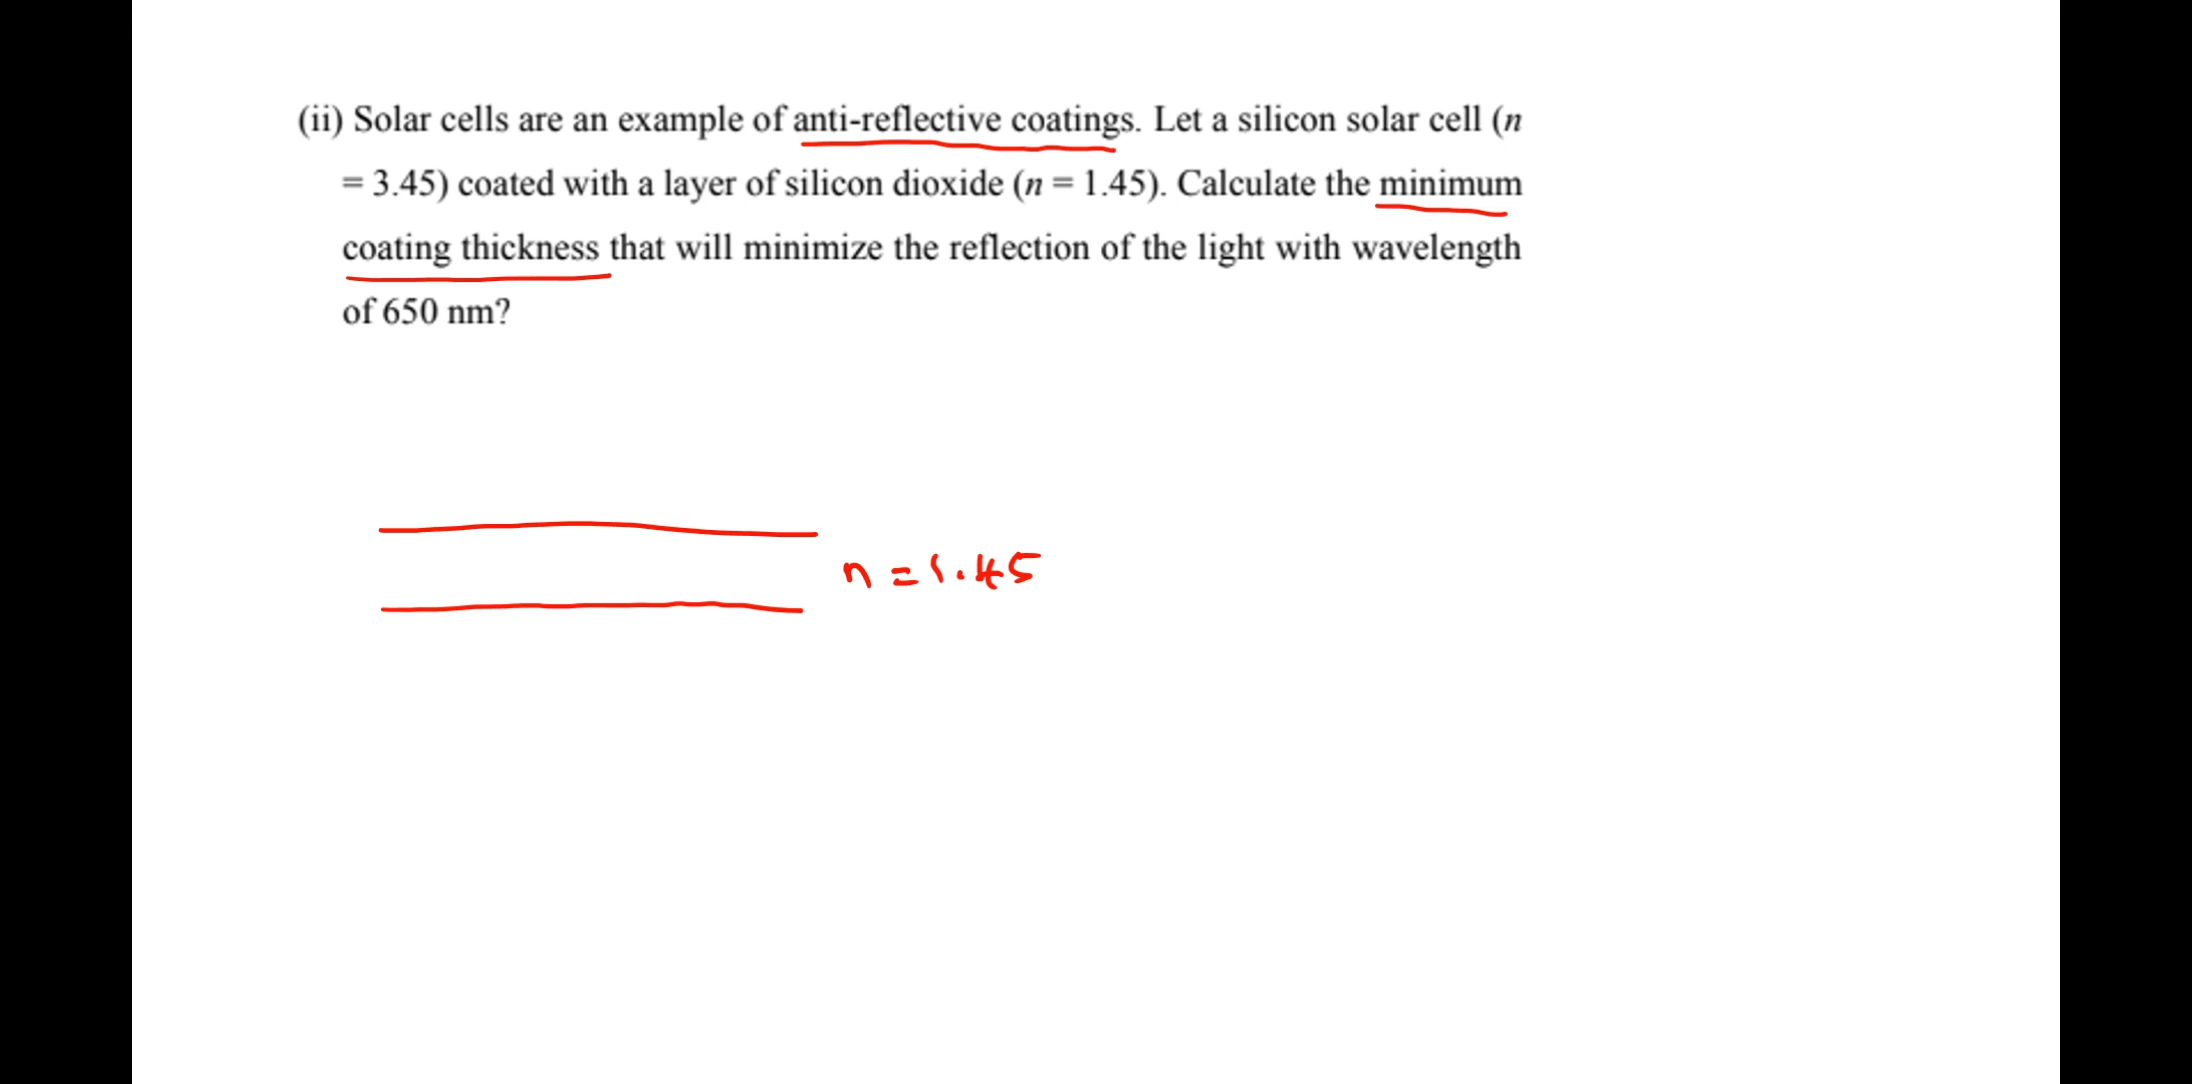 (ii) Solar cells are an example of anti-reflective coatings. Let a silicon solar cell (n
= 3.45) coated with a layer of silicon dioxide (n = 1.45). Calculate the minimum
coating thickness that will minimize the reflection of the light with wavelength
of 650 nm?
n = 1.45